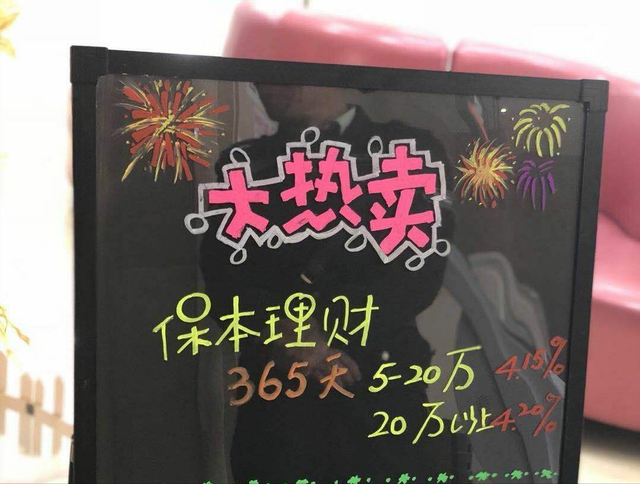 大热卖
保本理财
365天 5-20万 4.15%
20万以上 4.20%